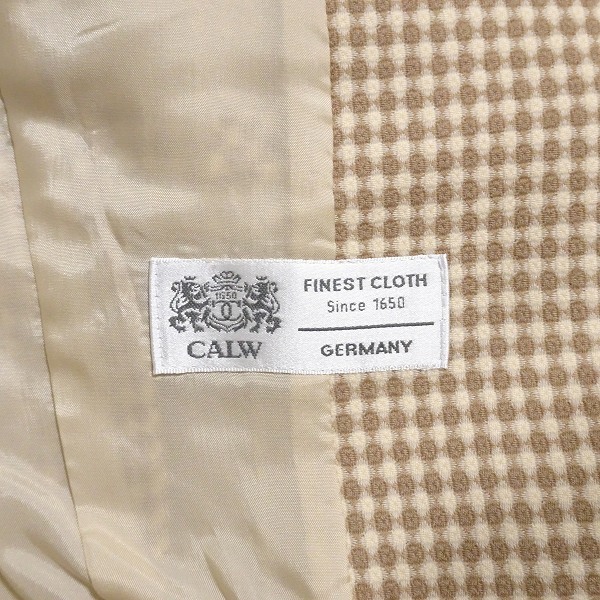 1650
CALW
FINEST CLOTH
Since 1650
GERMANY